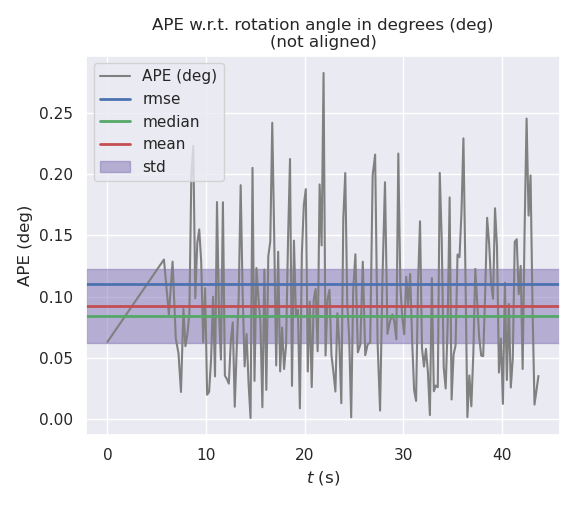 APE w.r.t. rotation angle in degrees (deg)
(not aligned)
APE (deg)
rmse
median
mean
std
APE (deg)
0.25
0.20
0.15
0.10
0.05
0.00
0 10 20 30 40
t (s)